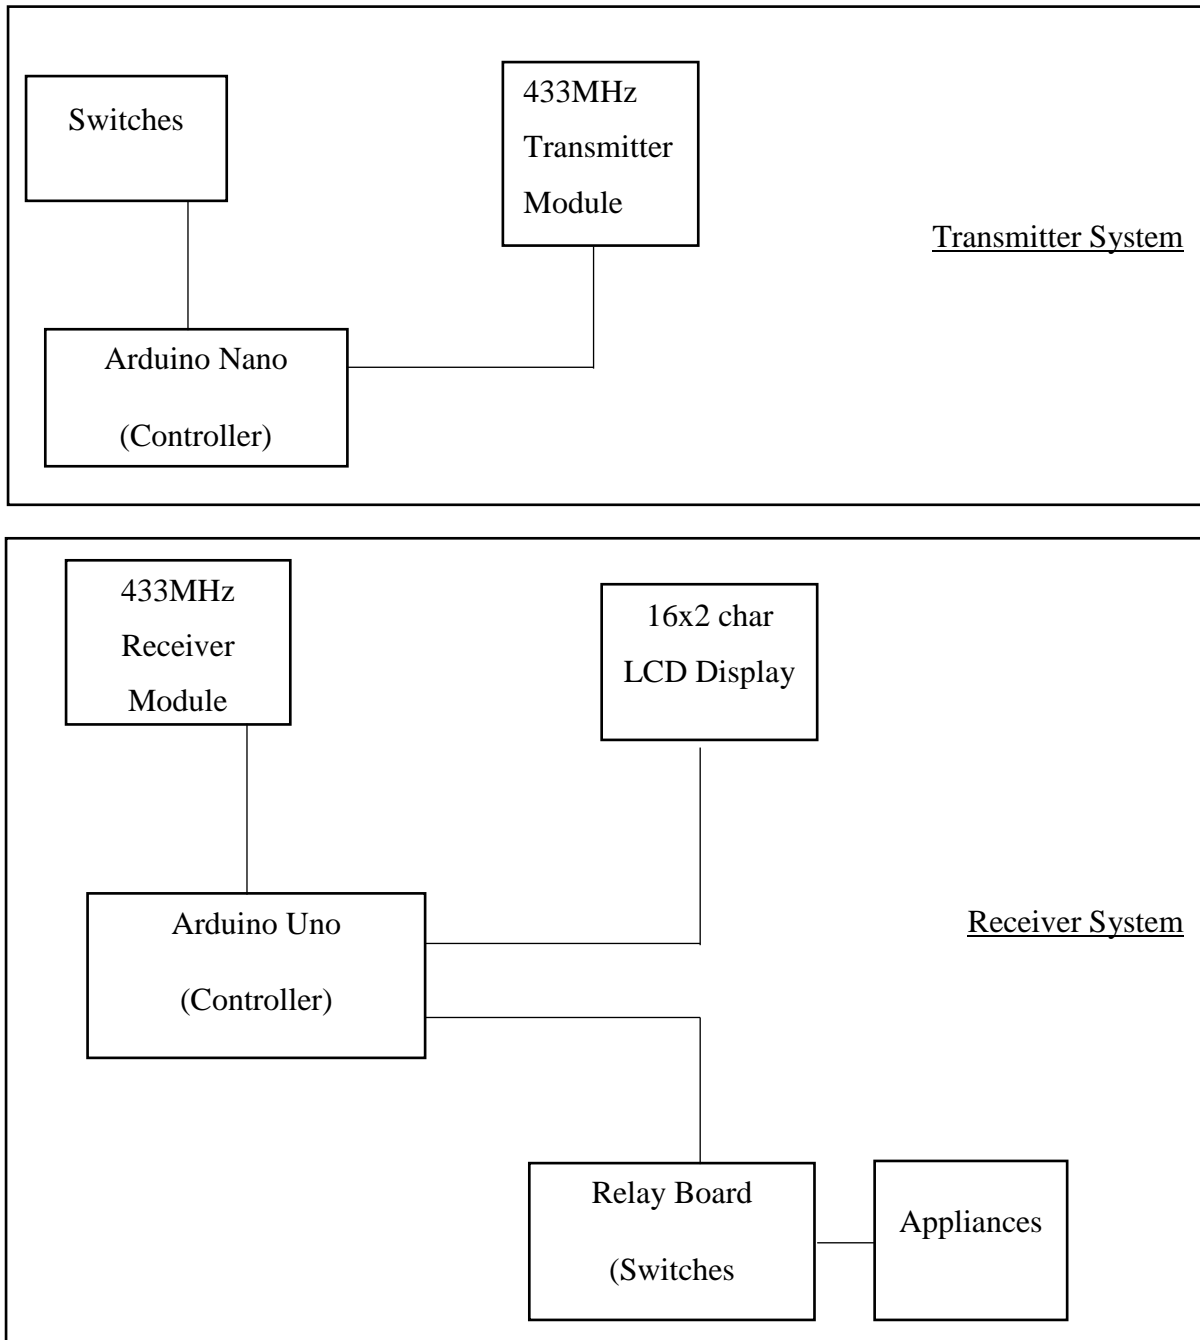 Switches
433MHz
Transmitter
Module
Transmitter System
Arduino Nano
(Controller)
433MHz
Receiver
Module
16x2 char
LCD Display
Arduino Uno
(Controller)
Receiver System
Relay Board
(Switches
Appliances